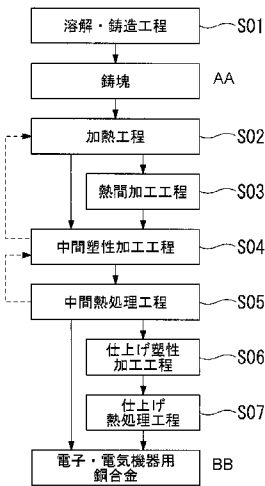 溶解・鋳造工程 S01
鋳塊 AA
加熱工程 S02
熱間加工工程 S03
中間塑性加工工程 S04
中間熱処理工程 S05
仕上げ塑性
加工工程 S06
仕上げ
熱処理工程 S07
電子・電気機器用
銅合金 BB